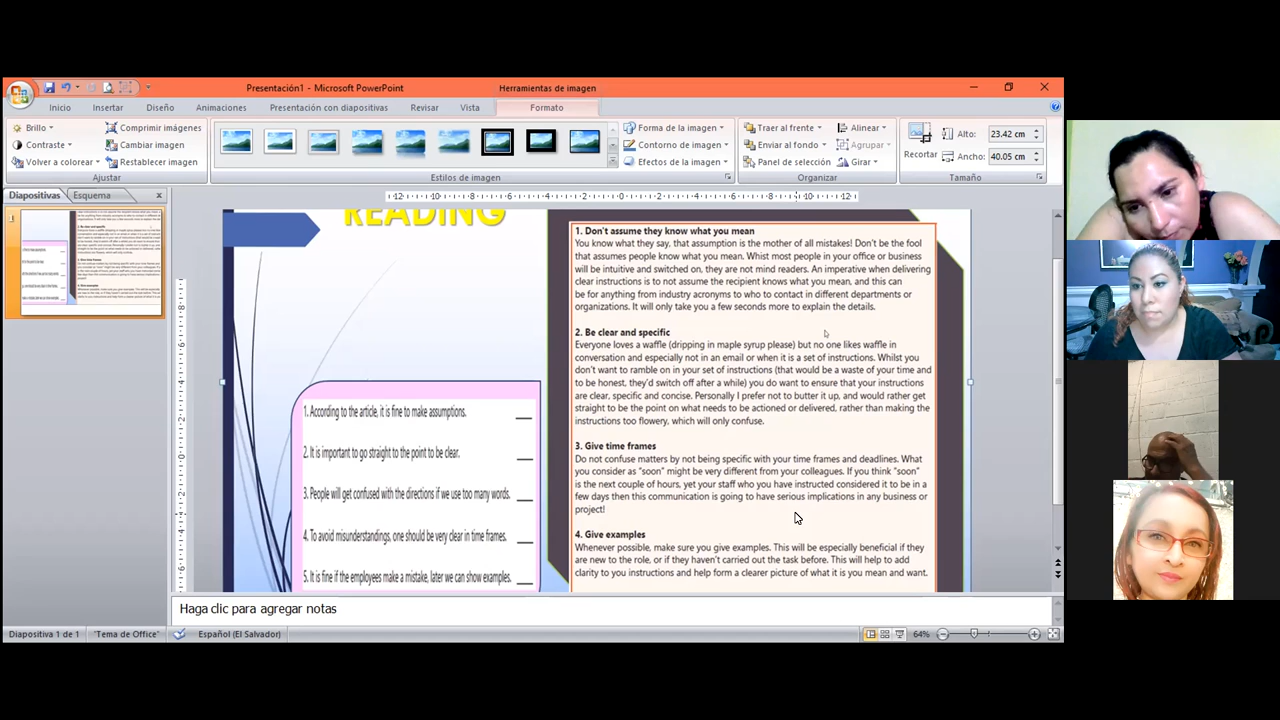 Presentación1 - Microsoft PowerPoint
Herramientas de imagen
Inicio Insertar Diseño Animaciones Presentación con diapositivas Revisar Vista Formato
Brillo Comprimir imágenes Forma de la imagen Traer al frente Alinear Alto: 23.42 cm
Contraste Cambiar imagen Contorno de imagen Enviar al fondo Agrupar Recortar Ancho: 40.05 cm
Volver a colorear Restablecer imagen Efectos de la imagen Panel de selección Girar
Ajustar Estilos de imagen Organizar Tamaño
Diapositivas Esquema
1
READING
1. According to the article, it is fine to make assumptions. ___
2. It is important to go straight to the point to be clear. ___
3. People will get confused with the directions if we use too many words. ___
4. To avoid misunderstandings, one should be very clear in time frames. ___
5. It is fine if the employees make a mistake, later we can show examples. ___
1. Don't assume they know what you mean
You know what they say, that assumption is the mother of all mistakes! Don't be the fool
that assumes people know what you mean. Whist most people in your office or business
will be intuitive and switched on, they are not mind readers. An imperative when delivering
clear instructions is to not assume the recipient knows what you mean, and this can
be for anything from industry acronyms to who to contact in different departments or
organizations. It will only take you a few seconds more to explain the details.
2. Be clear and specific
Everyone loves a waffle (dripping in maple syrup please) but no one likes waffle in
conversation and especially not in an email or when it is a set of instructions. Whilst you
don't want to ramble on in your set of instructions (that would be a waste of your time and
to be honest, they'd switch off after a while) you do want to ensure that your instructions
are clear, specific and concise. Personally I prefer not to butter it up, and would rather get
straight to be the point on what needs to be actioned or delivered, rather than making the
instructions too flowery, which will only confuse.
3. Give time frames
Do not confuse matters by not being specific with your time frames and deadlines. What
you consider as "soon" might be very different from your colleagues. If you think "soon"
is the next couple of hours, yet your staff who you have instructed considered it to be in a
few days then this communication is going to have serious implications in any business or
project!
4. Give examples
Whenever possible, make sure you give examples. This will be especially beneficial if they
are new to the role, or if they haven't carried out the task before. This will help to add
clarity to you instructions and help form a clearer picture of what it is you mean and want.
Haga clic para agregar notas
Diapositiva 1 de 1 "Tema de Office" Español (El Salvador) 64%